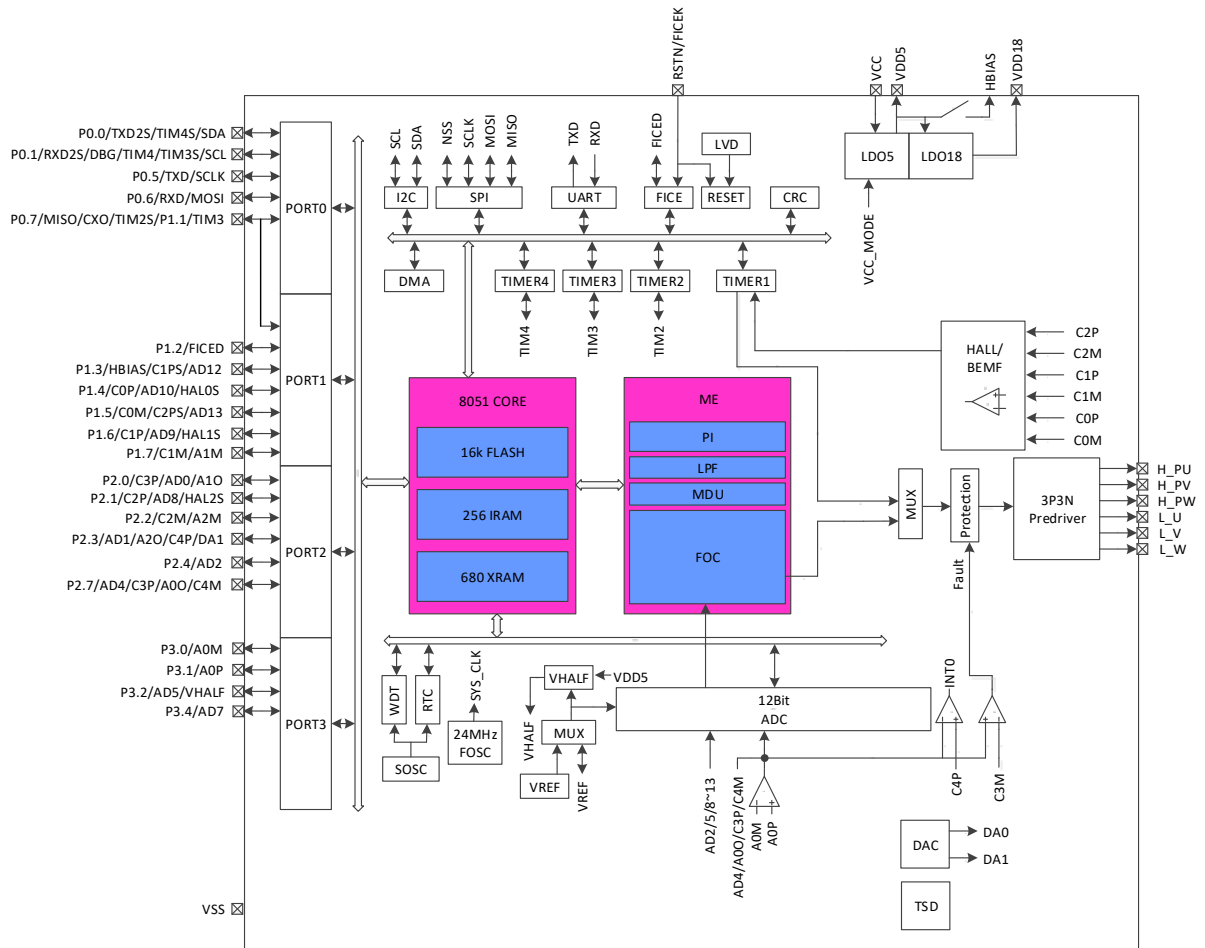 RSTN/FICEK
VCC
VDD5
HBIAS
VDD18
P0.0/TXD2S/TIM4S/SDA
P0.1/RXD2S/DBG/TIM4/TIM3S/SCL
P0.5/TXD/SCLK
P0.6/RXD/MOSI
P0.7/MISO/CXO/TIM2S/P1.1/TIM3
PORT0
SCL
SDA
NSS
SCLK
MOSI
MISO
TXD
RXD
FICED
LVD
I2C
SPI
UART
FICE
RESET
CRC
LDO5
LDO18
VCC_MODE
DMA
TIMER4
TIMER3
TIMER2
TIMER1
TIM4
TIM3
TIM2
P1.2/FICED
P1.3/HBIAS/C1PS/AD12
P1.4/C0P/AD10/HAL0S
P1.5/C0M/C2PS/AD13
P1.6/C1P/AD9/HAL1S
P1.7/C1M/A1M
PORT1
HALL/
BEMF
C2P
C2M
C1P
C1M
C0P
C0M
8051 CORE
16k FLASH
256 IRAM
680 XRAM
ME
PI
LPF
MDU
FOC
P2.0/C3P/AD0/A1O
P2.1/C2P/AD8/HAL2S
P2.2/C2M/A2M
P2.3/AD1/A2O/C4P/DA1
P2.4/AD2
P2.7/AD4/C3P/A0O/C4M
PORT2
MUX
Protection
Fault
3P3N
Predriver
H_PU
H_PV
H_PW
L_U
L_V
L_W
P3.0/A0M
P3.1/A0P
P3.2/AD5/VHALF
P3.4/AD7
PORT3
WDT
RTC
SOSC
SYS_CLK
24MHz
FOSC
VHALF
VDD5
VHALF
MUX
VREF
VREF
12Bit
ADC
INT0
AD2/5/8~13
AD4/A0O/C3P/C4M
A0M
A0P
C4P
C3M
DAC
DA0
DA1
TSD
VSS